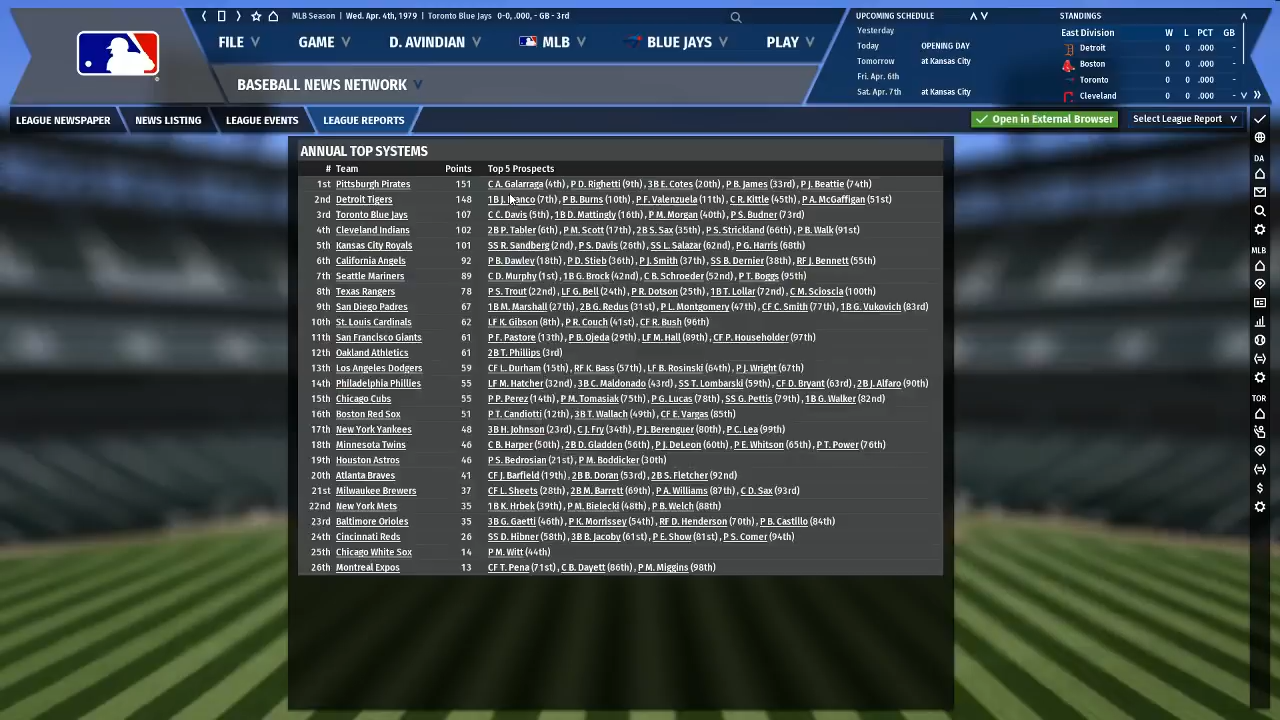 MLB Season | Wed. Apr. 4th, 1979 | Toronto Blue Jays 0-0, .000, - GB - 3rd
FILE GAME D. AVINDIAN MLB BLUE JAYS PLAY
BASEBALL NEWS NETWORK
UPCOMING SCHEDULE
Yesterday
Today OPENING DAY
Tomorrow at Kansas City
Fri. Apr. 6th
Sat. Apr. 7th at Kansas City
STANDINGS
East Division W L PCT GB
Detroit 0 0 .000 -
Boston 0 0 .000 -
Toronto 0 0 .000 -
Cleveland 0 0 .000 -
LEAGUE NEWSPAPER NEWS LISTING LEAGUE EVENTS LEAGUE REPORTS
Open in External Browser Select League Report
ANNUAL TOP SYSTEMS
# Team Points Top 5 Prospects
1st Pittsburgh Pirates 151 C A. Galarraga (4th), P D. Righetti (9th), 3B E. Cotes (20th), P B. James (33rd), P J. Beattie (74th)
2nd Detroit Tigers 148 1B J. Franco (7th), P B. Burns (10th), P F. Valenzuela (11th), C R. Kittle (45th), P A. McGaffigan (51st)
3rd Toronto Blue Jays 107 C C. Davis (5th), 1B D. Mattingly (16th), P M. Morgan (40th), P S. Budner (73rd)
4th Cleveland Indians 102 2B P. Tabler (6th), P M. Scott (17th), 2B S. Sax (35th), P S. Strickland (66th), P B. Walk (91st)
5th Kansas City Royals 101 SS R. Sandberg (2nd), P S. Davis (26th), SS L. Salazar (62nd), P G. Harris (68th)
6th California Angels 92 P B. Dawley (18th), P D. Stieb (36th), P J. Smith (37th), SS B. Dernier (38th), RF J. Bennett (55th)
7th Seattle Mariners 89 C D. Murphy (1st), 1B G. Brock (42nd), C B. Schroeder (52nd), P T. Boggs (95th)
8th Texas Rangers 78 P S. Trout (22nd), LF G. Bell (24th), P R. Dotson (25th), 1B T. Lollar (72nd), C M. Scioscia (100th)
9th San Diego Padres 67 1B M. Marshall (27th), 2B G. Redus (31st), P L. Montgomery (47th), CF C. Smith (77th), 1B G. Vukovich (83rd)
10th St. Louis Cardinals 62 LF K. Gibson (8th), P R. Couch (41st), CF R. Bush (96th)
11th San Francisco Giants 61 P F. Pastore (13th), P B. Ojeda (29th), LF M. Hall (89th), CF P. Householder (97th)
12th Oakland Athletics 61 2B T. Phillips (3rd)
13th Los Angeles Dodgers 59 CF L. Durham (15th), RF K. Bass (57th), LF B. Rosinski (64th), P J. Wright (67th)
14th Philadelphia Phillies 55 LF M. Hatcher (32nd), 3B C. Maldonado (43rd), SS T. Lombarski (59th), CF D. Bryant (63rd), 2B J. Alfaro (90th)
15th Chicago Cubs 55 P P. Perez (14th), P M. Tomasiak (75th), P G. Lucas (78th), SS G. Pettis (79th), 1B G. Walker (82nd)
16th Boston Red Sox 51 P T. Candiotti (12th), 3B T. Wallach (49th), CF E. Vargas (85th)
17th New York Yankees 48 3B H. Johnson (23rd), C J. Fry (34th), P J. Berenguer (80th), P C. Lea (99th)
18th Minnesota Twins 46 C B. Harper (50th), 2B D. Gladden (56th), P J. DeLeon (60th), P E. Whitson (65th), P T. Power (76th)
19th Houston Astros 46 P S. Bedrosian (21st), P M. Boddicker (30th)
20th Atlanta Braves 41 CF J. Barfield (19th), 2B B. Doran (53rd), 2B S. Fletcher (92nd)
21st Milwaukee Brewers 37 CF L. Sheets (28th), 2B M. Barrett (69th), P A. Williams (87th), C D. Sax (93rd)
22nd New York Mets 35 1B K. Hrbek (39th), P M. Bielecki (48th), P B. Welch (88th)
23rd Baltimore Orioles 35 3B G. Gaetti (46th), P K. Morrissey (54th), RF D. Henderson (70th), P B. Castillo (84th)
24th Cincinnati Reds 26 SS D. Hibner (58th), 3B B. Jacoby (61st), P E. Show (81st), P S. Comer (94th)
25th Chicago White Sox 14 P M. Witt (44th)
26th Montreal Expos 13 CF T. Pena (71st), C B. Dayett (86th), P M. Miggins (98th)
DA
MLB
TOR